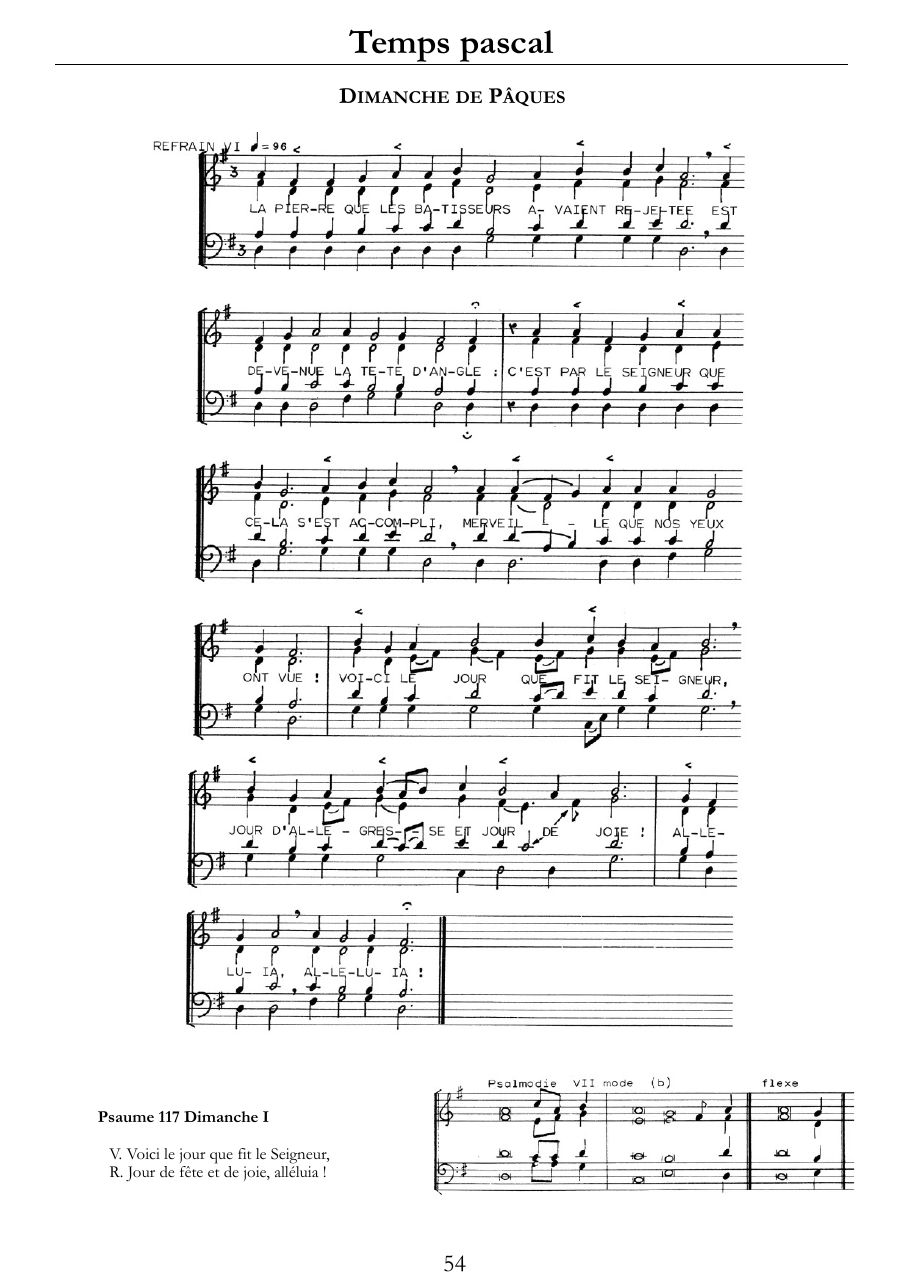 Temps pascal
DIMANCHE DE PÂQUES
REFRAIN VI ♩=96
3
LA PIER-RE QUE LES BA-TISSEURS A-VAIENT RE-JE-TEE EST
3
DE-VE-NUE LA TE-TE D'AN-GLE : C'EST PAR LE SEIGNEUR QUE
CE-LA S'EST AC-COM-PLI, MERVEIL - - LE QUE NOS YEUX
ONT VUE ! VOI-CI LE JOUR QUE FIT LE SEI-GNEUR,
JOUR D'AL-LE-GRES-SE ET JOUR DE JOIE ! AL-LE-
LU-IA, AL-LE-LU-IA !
Psalmodie VII mode (b) flexe
Psaume 117 Dimanche I
V. Voici le jour que fit le Seigneur,
R. Jour de fête et de joie, alléluia !
54